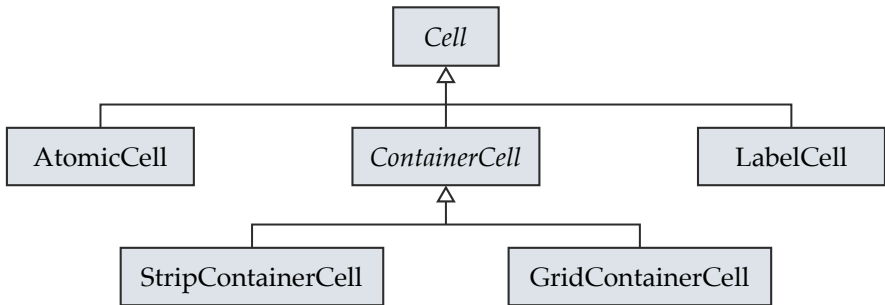 Cell
AtomicCell
ContainerCell
LabelCell
StripContainerCell
GridContainerCell